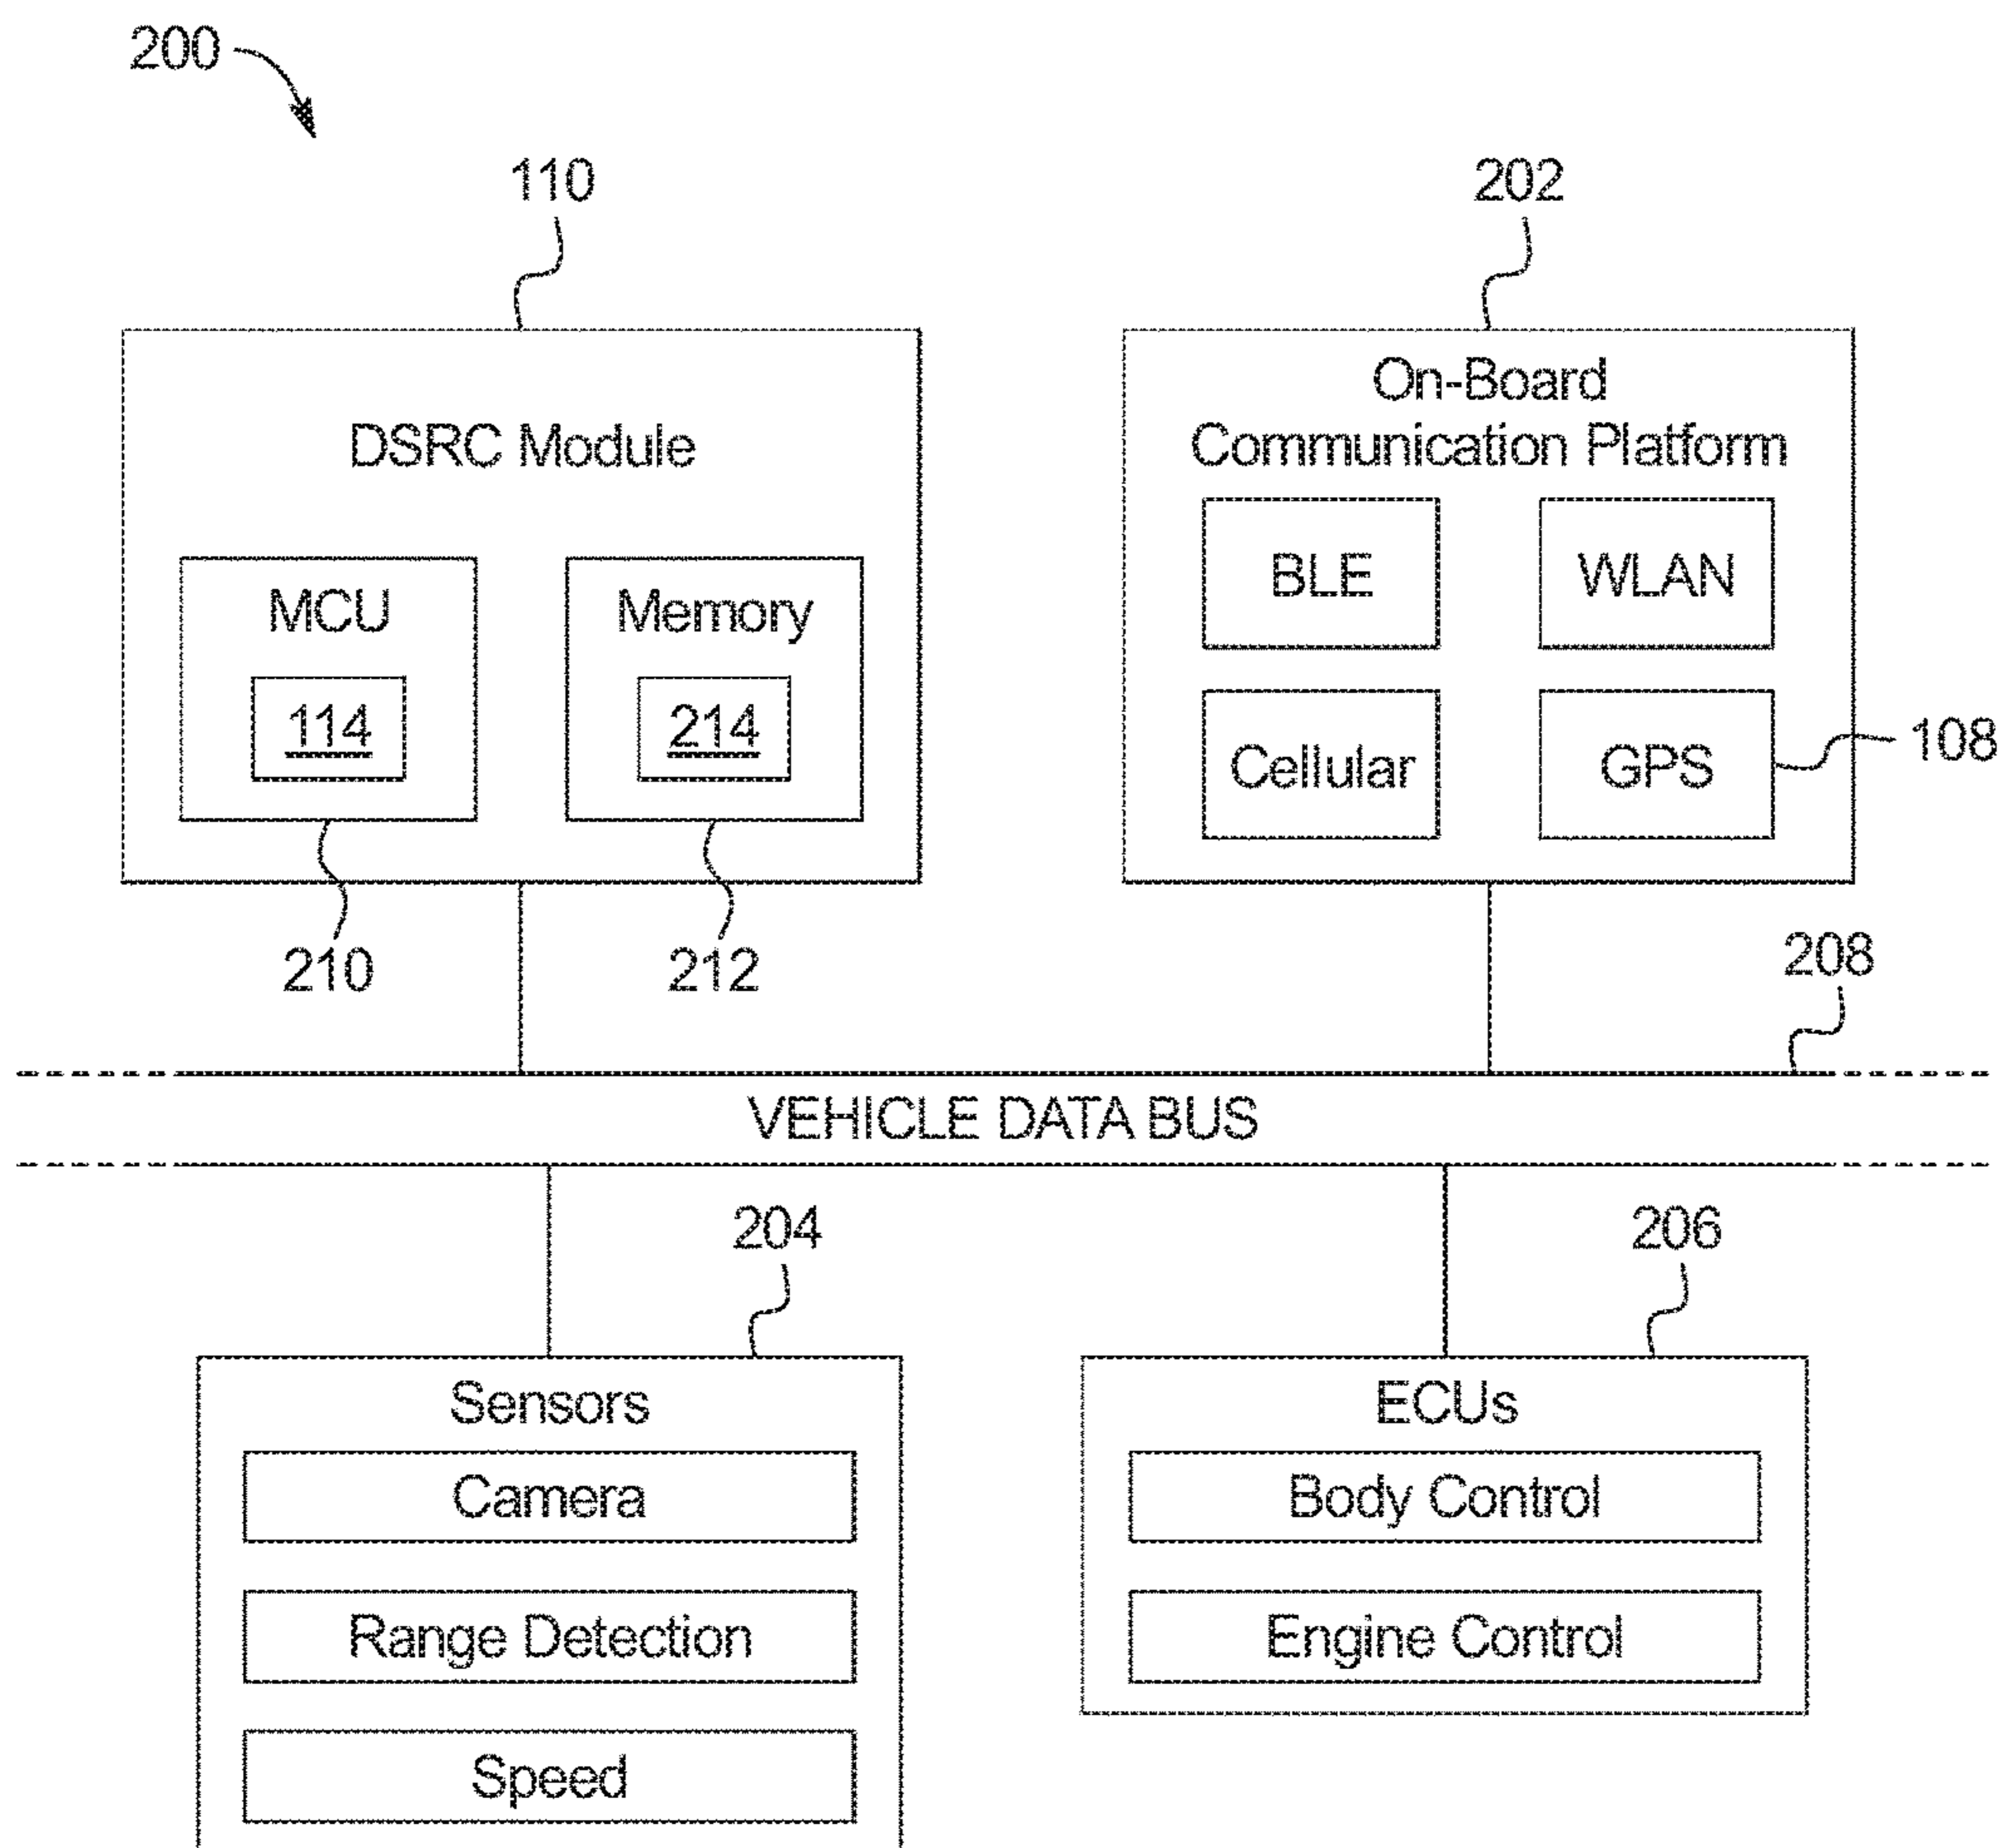 200
110
202
DSRC Module
On-Board
Communication Platform
MCU
Memory
BLE
WLAN
114
214
Cellular
GPS
108
210
212
208
VEHICLE DATA BUS
204
206
Sensors
ECUs
Camera
Body Control
Range Detection
Engine Control
Speed